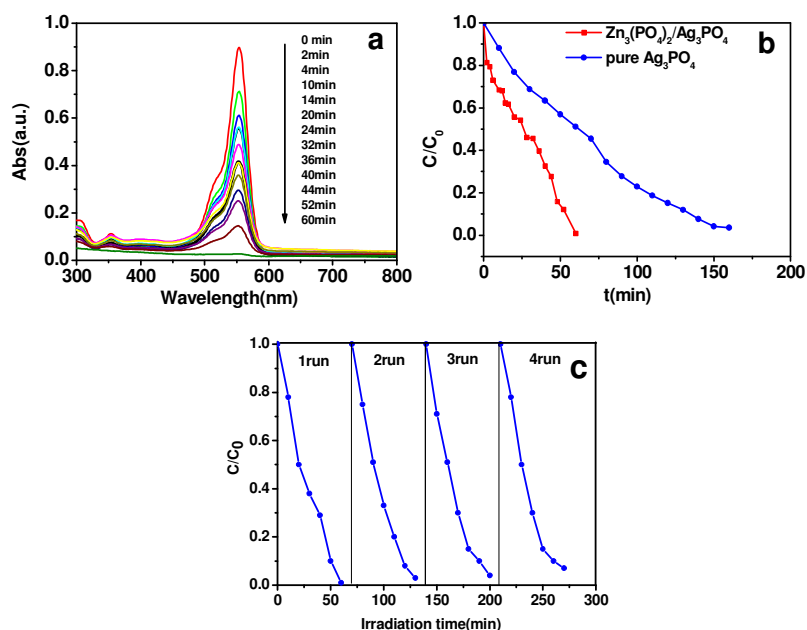 a
0 min
2min
4min
10min
14min
20min
24min
32min
36min
40min
44min
52min
60min
Abs(a.u.)
1.0
0.8
0.6
0.4
0.2
0.0
300 400 500 600 700 800
Wavelength(nm)
b
Zn₃(PO₄)₂/Ag₃PO₄
pure Ag₃PO₄
C/C₀
1.0
0.8
0.6
0.4
0.2
0.0
0 50 100 150 200
t(min)
1run 2run 3run 4run c
C/C₀
1.0
0.8
0.6
0.4
0.2
0.0
0 50 100 150 200 250 300
Irradiation time(min)